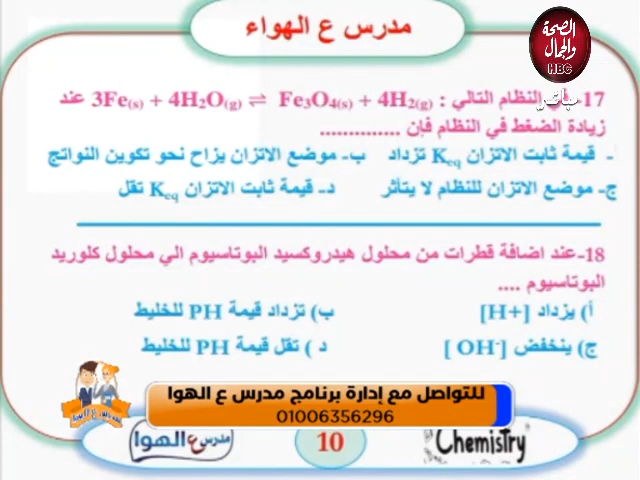 مدرس ع الهواء
الصحة
والجمال
HBC
مباشر
17- في النظام التالي : 3Fe(s) + 4H₂O(g) ⇌ Fe₃O₄(s) + 4H₂(g) عند
زيادة الضغط في النظام فإن ...............
- قيمة ثابت الاتزان Keq تزداد ب- موضع الاتزان يزاح نحو تكوين النواتج
ج- موضع الاتزان للنظام لا يتأثر د- قيمة ثابت الاتزان Keq تقل
18-عند اضافة قطرات من محلول هيدروكسيد البوتاسيوم الي محلول كلوريد
البوتاسيوم ....
أ) يزداد [H+] ب) تزداد قيمة PH للخليط
ج) ينخفض [OH⁻ ] د ) تقل قيمة PH للخليط
للتواصل مع إدارة برنامج مدرس ع الهوا
01006356296
مدرس ع الهوا
10
Chemistry